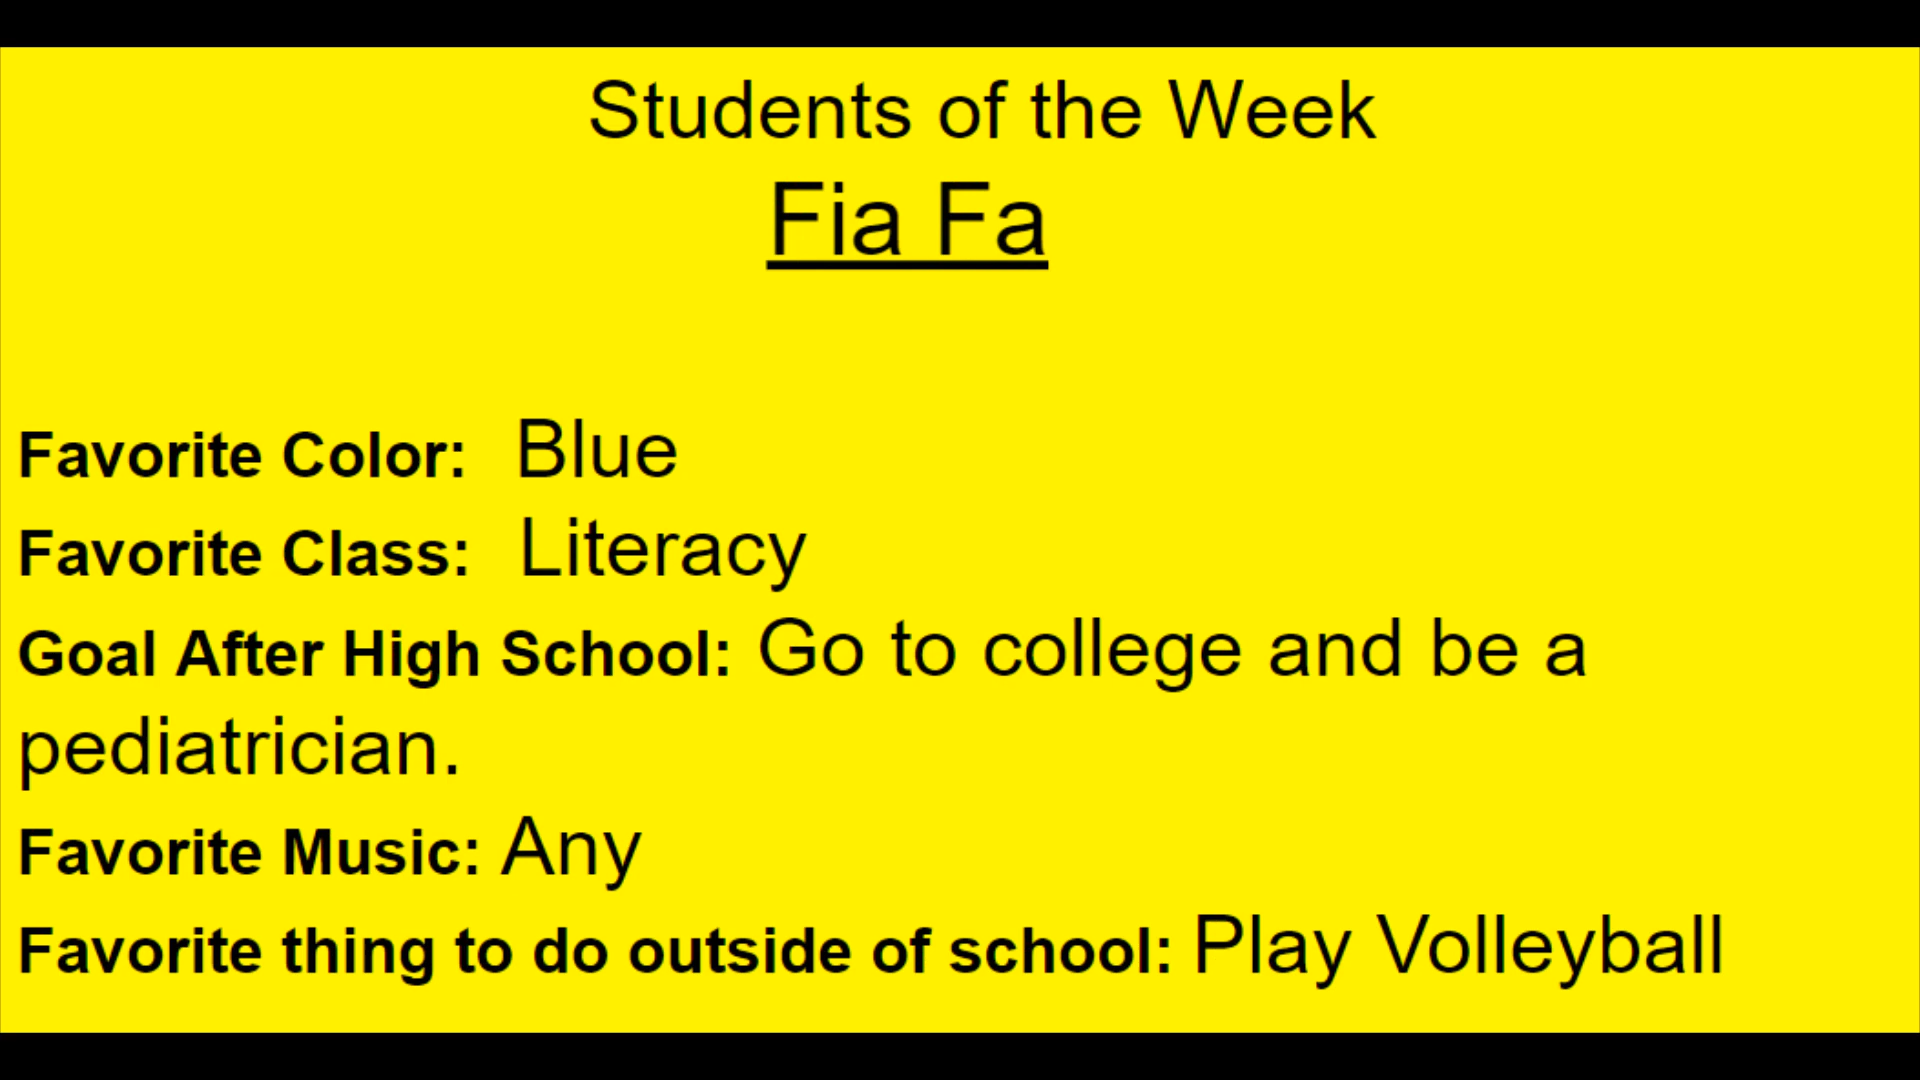 Students of the Week
Fia Fa
Favorite Color: Blue
Favorite Class: Literacy
Goal After High School: Go to college and be a
pediatrician.
Favorite Music: Any
Favorite thing to do outside of school: Play Volleyball